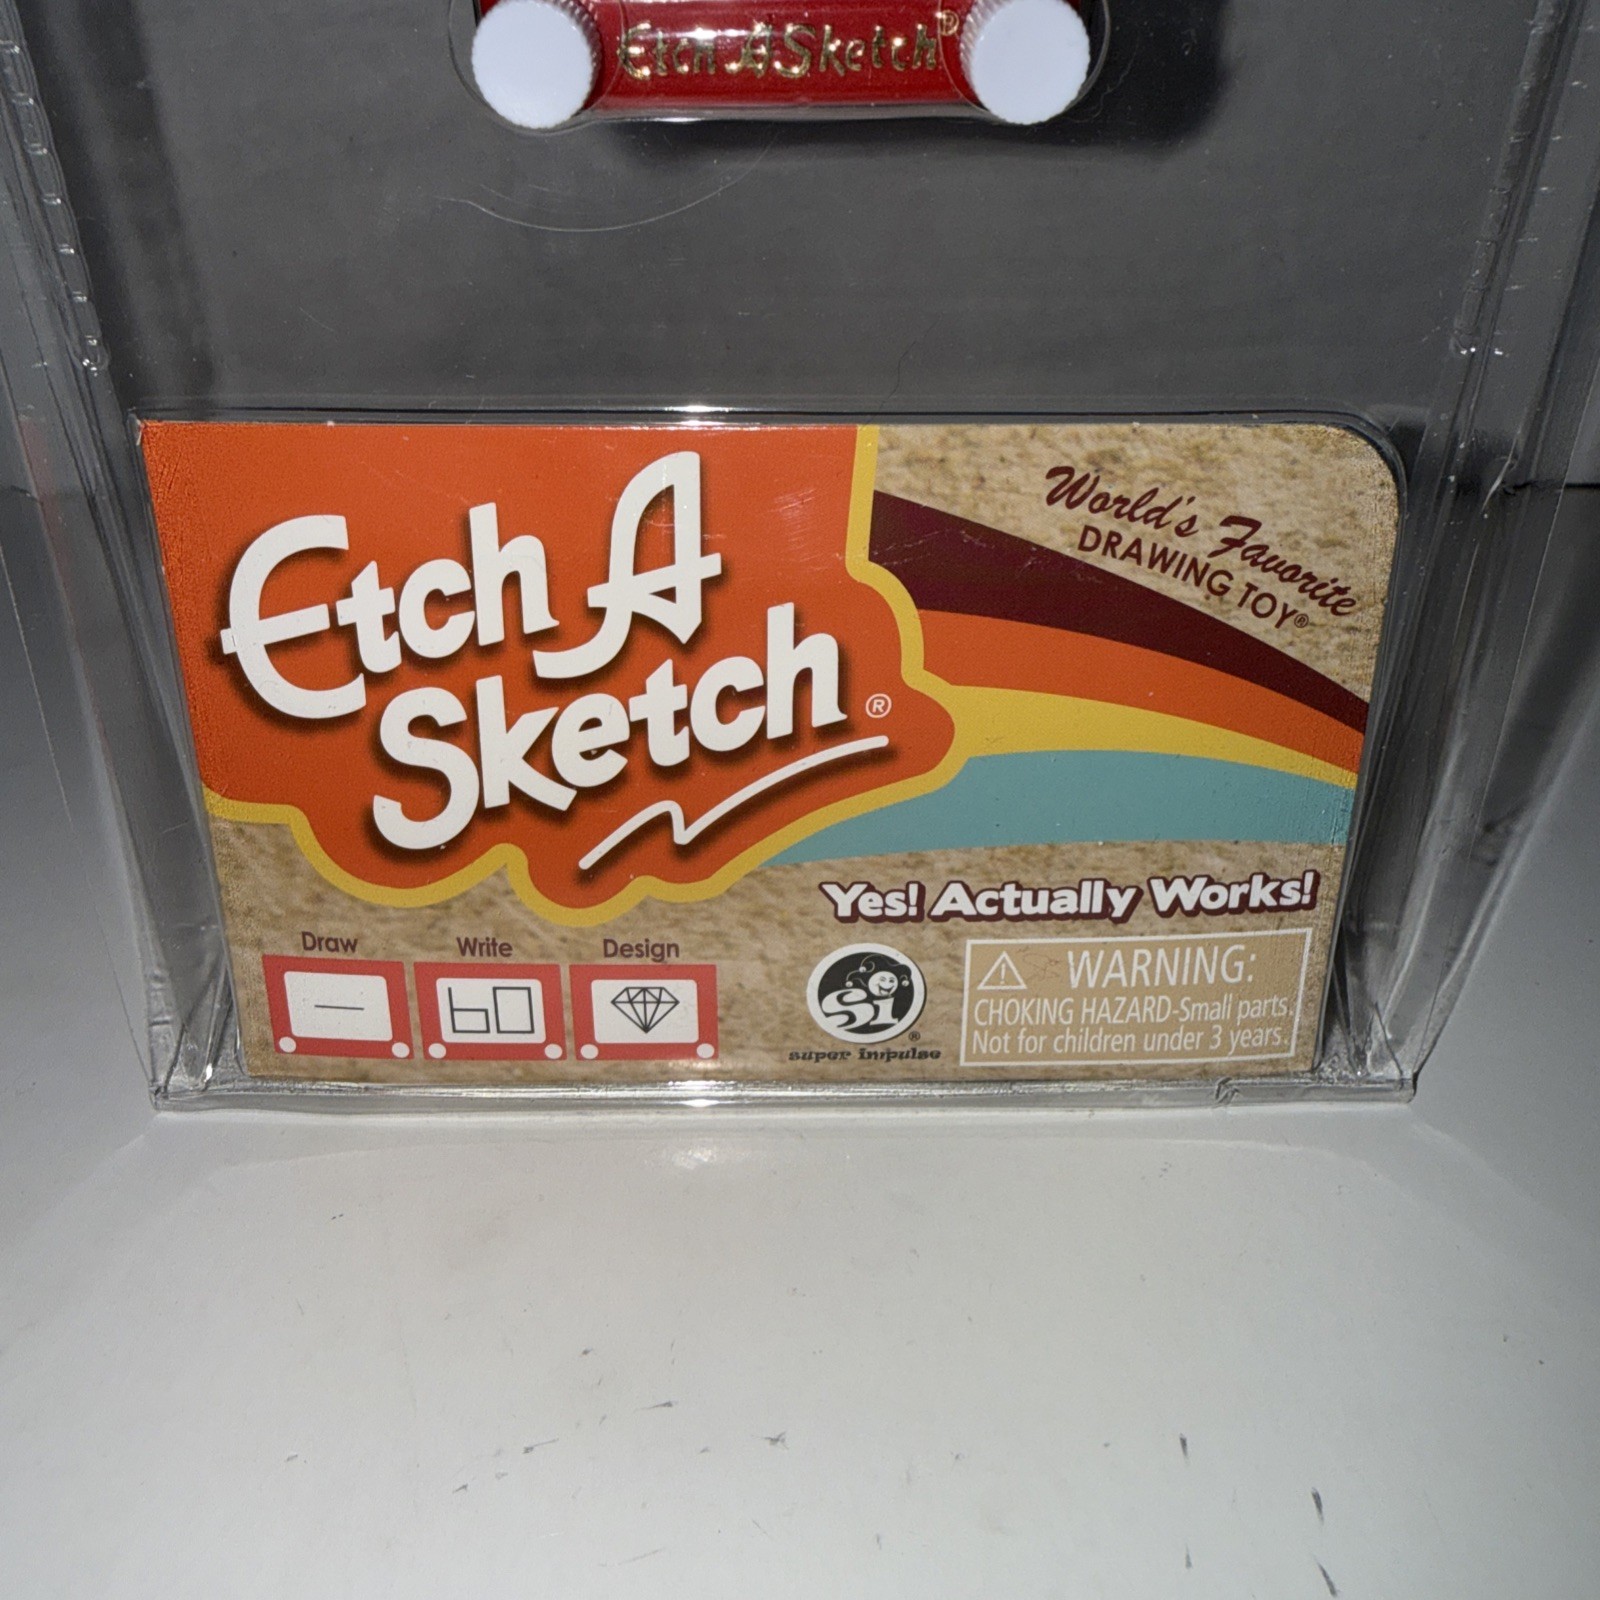 Etch A Sketch®
Etch A
Sketch®
World's Favorite
DRAWING TOY®
Yes! Actually Works!
Draw
Write
Design
Si®
super impulse
WARNING:
CHOKING HAZARD-Small parts.
Not for children under 3 years.